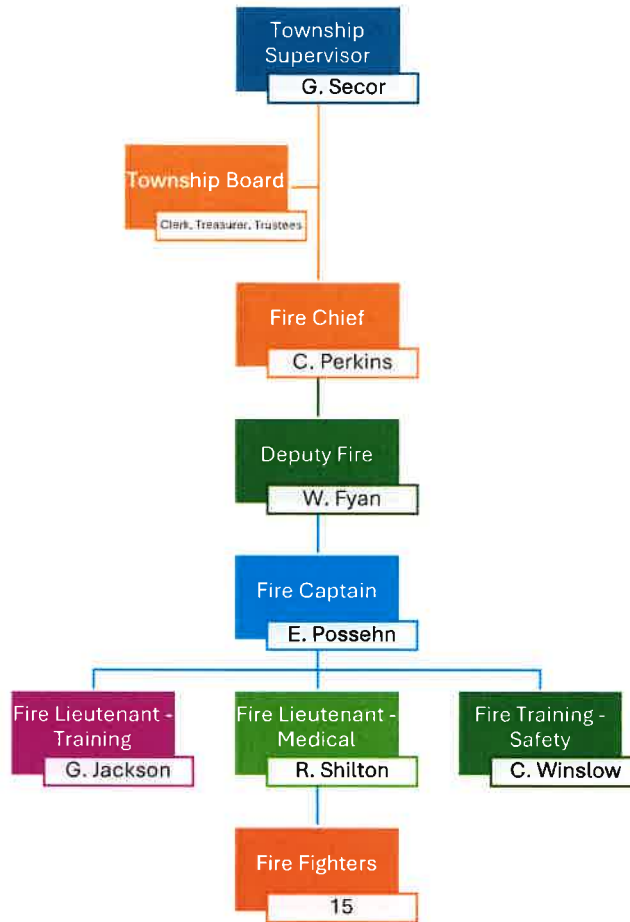 Township
Supervisor
G. Secor
Township Board
Clerk, Treasurer, Trustees
Fire Chief
C. Perkins
Deputy Fire
W. Fyan
Fire Captain
E. Possehn
Fire Lieutenant -
Training
G. Jackson
Fire Lieutenant -
Medical
R. Shilton
Fire Training -
Safety
C. Winslow
Fire Fighters
15